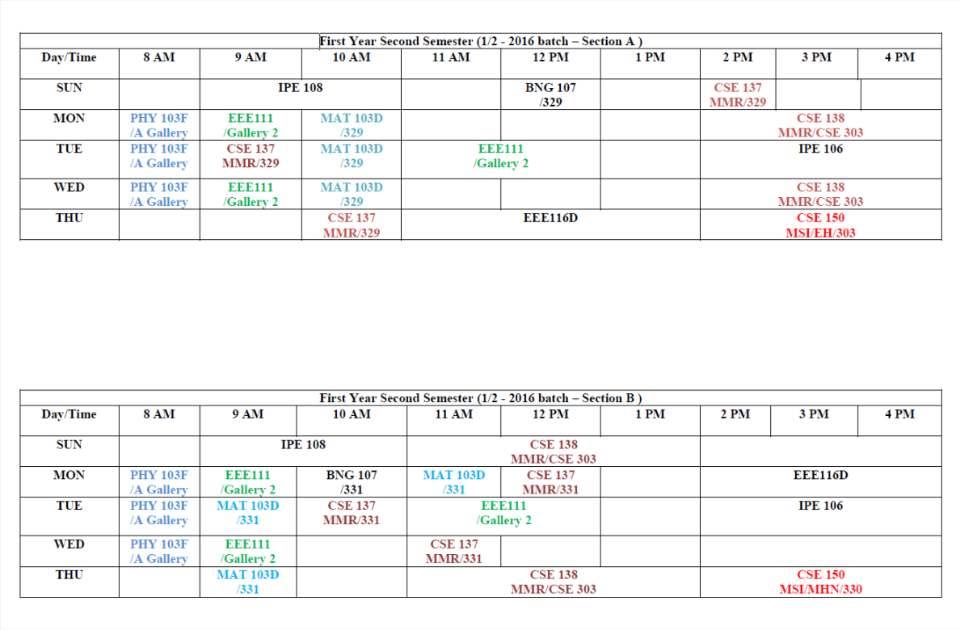 First Year Second Semester (1/2 - 2016 batch – Section A )
Day/Time 8 AM 9 AM 10 AM 11 AM 12 PM 1 PM 2 PM 3 PM 4 PM
SUN IPE 108 BNG 107 CSE 137
/329 MMR/329
MON PHY 103F EEE111 MAT 103D CSE 138
/A Gallery /Gallery 2 /329 MMR/CSE 303
TUE PHY 103F CSE 137 MAT 103D EEE111 IPE 106
/A Gallery MMR/329 /329 /Gallery 2
WED PHY 103F EEE111 MAT 103D CSE 138
/A Gallery /Gallery 2 /329 MMR/CSE 303
THU CSE 137 EEE116D CSE 150
MMR/329 MSI/EH/303
First Year Second Semester (1/2 - 2016 batch – Section B )
Day/Time 8 AM 9 AM 10 AM 11 AM 12 PM 1 PM 2 PM 3 PM 4 PM
SUN IPE 108 CSE 138
MMR/CSE 303
MON PHY 103F EEE111 BNG 107 MAT 103D CSE 137 EEE116D
/A Gallery /Gallery 2 /331 /331 MMR/331
TUE PHY 103F MAT 103D CSE 137 EEE111 IPE 106
/A Gallery /331 MMR/331 /Gallery 2
WED PHY 103F EEE111 CSE 137
/A Gallery /Gallery 2 MMR/331
THU MAT 103D CSE 138 CSE 150
/331 MMR/CSE 303 MSI/MHN/330